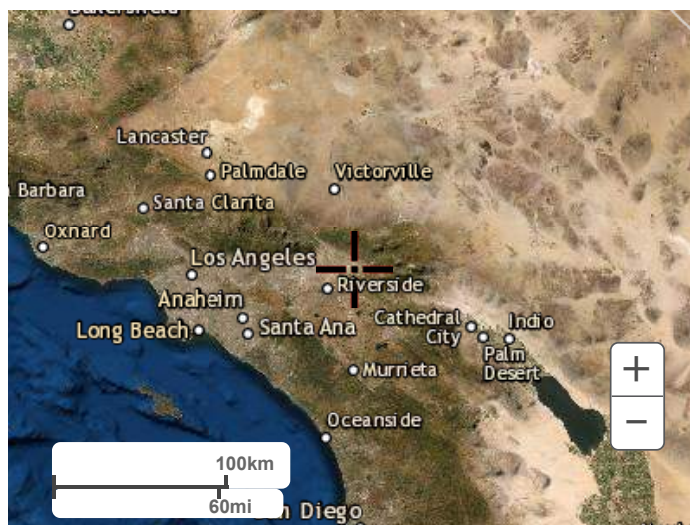 Lancaster
Palmdale
Victorville
Barbara
Santa Clarita
Oxnard
Los Angeles
Riverside
Anaheim
Cathedral
City
Indio
Long Beach
Santa Ana
Palm
Desert
Murrieta
+
−
Oceanside
100km
60mi
Diego